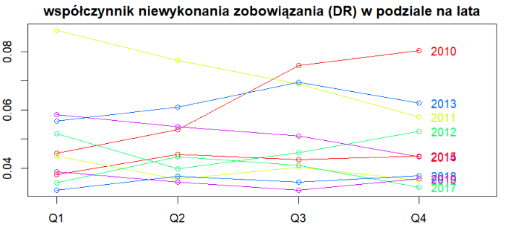 współczynnik niewykonania zobowiązania (DR) w podziale na lata
0.08
0.06
0.04
2010
2013
2011
2012
2015
2017
Q1
Q2
Q3
Q4